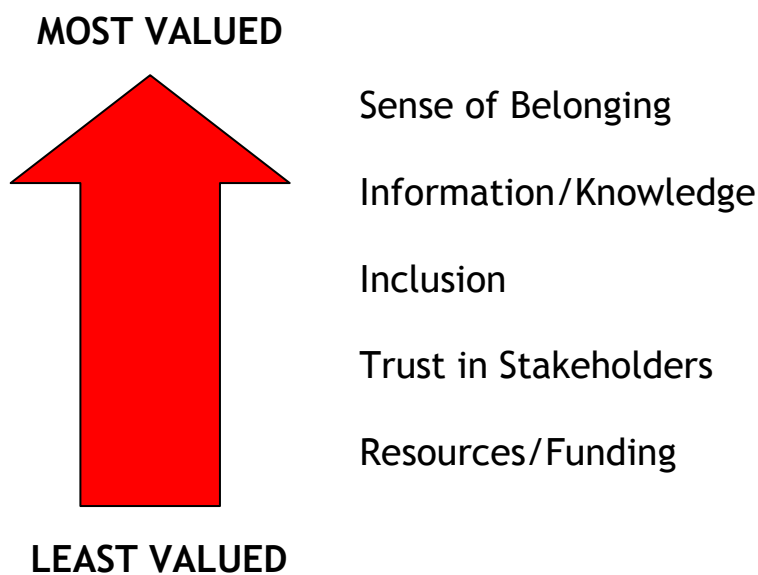 MOST VALUED
Sense of Belonging
Information/Knowledge
Inclusion
Trust in Stakeholders
Resources/Funding
LEAST VALUED